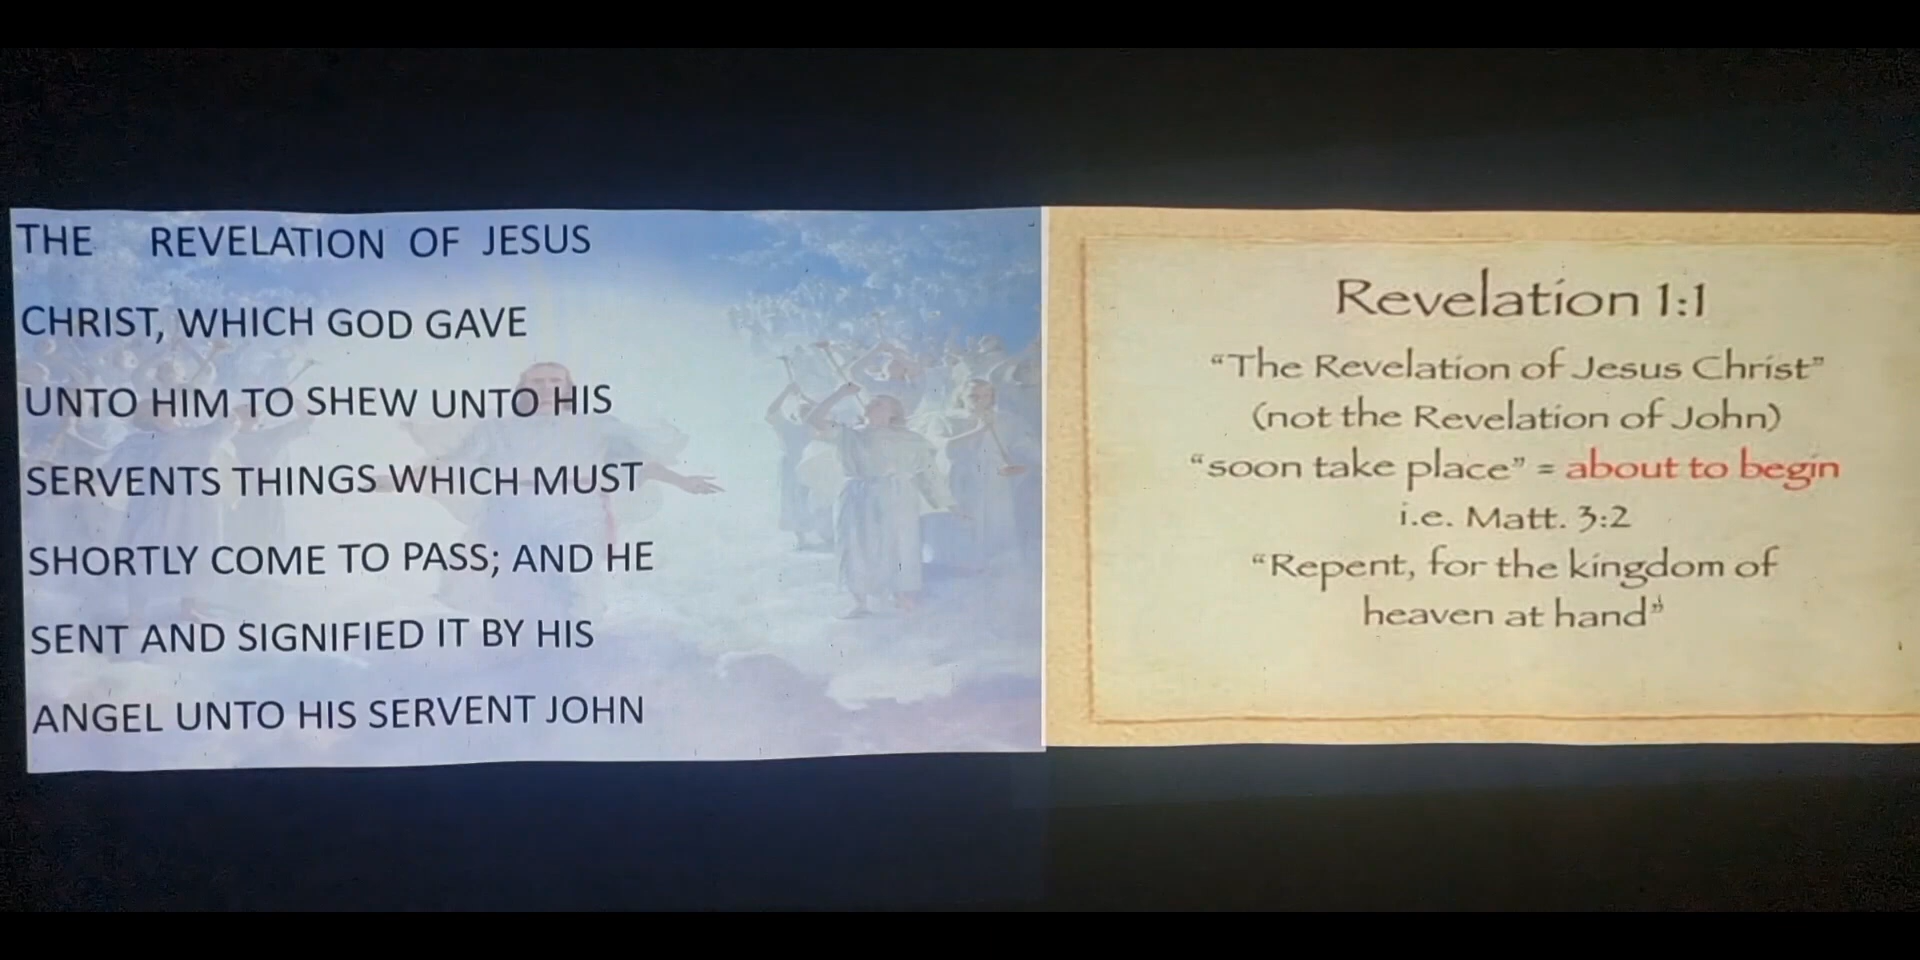 THE REVELATION OF JESUS
CHRIST, WHICH GOD GAVE
UNTO HIM TO SHEW UNTO HIS
SERVENTS THINGS WHICH MUST
SHORTLY COME TO PASS; AND HE
SENT AND SIGNIFIED IT BY HIS
ANGEL UNTO HIS SERVENT JOHN
Revelation 1:1
“The Revelation of Jesus Christ”
(not the Revelation of John)
“soon take place” = about to begin
i.e. Matt. 3:2
“Repent, for the kingdom of
heaven at hand”